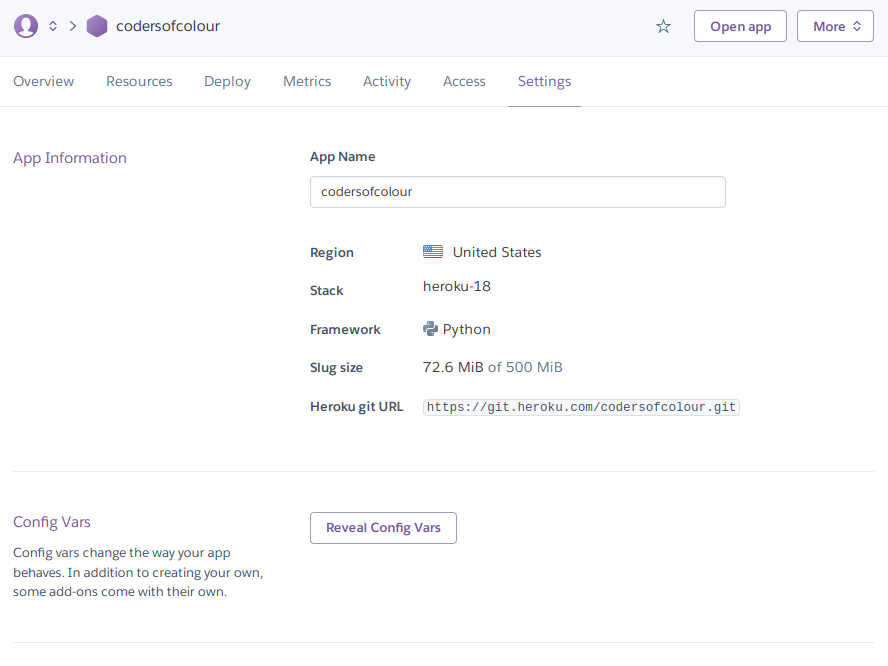 codersofcolour
Open app
More
Overview
Resources
Deploy
Metrics
Activity
Access
Settings
App Information
App Name
codersofcolour
Region
United States
Stack
heroku-18
Framework
Python
Slug size
72.6 MiB of 500 MiB
Heroku git URL
https://git.heroku.com/codersofcolour.git
Config Vars
Config vars change the way your app
behaves. In addition to creating your own,
some add-ons come with their own.
Reveal Config Vars